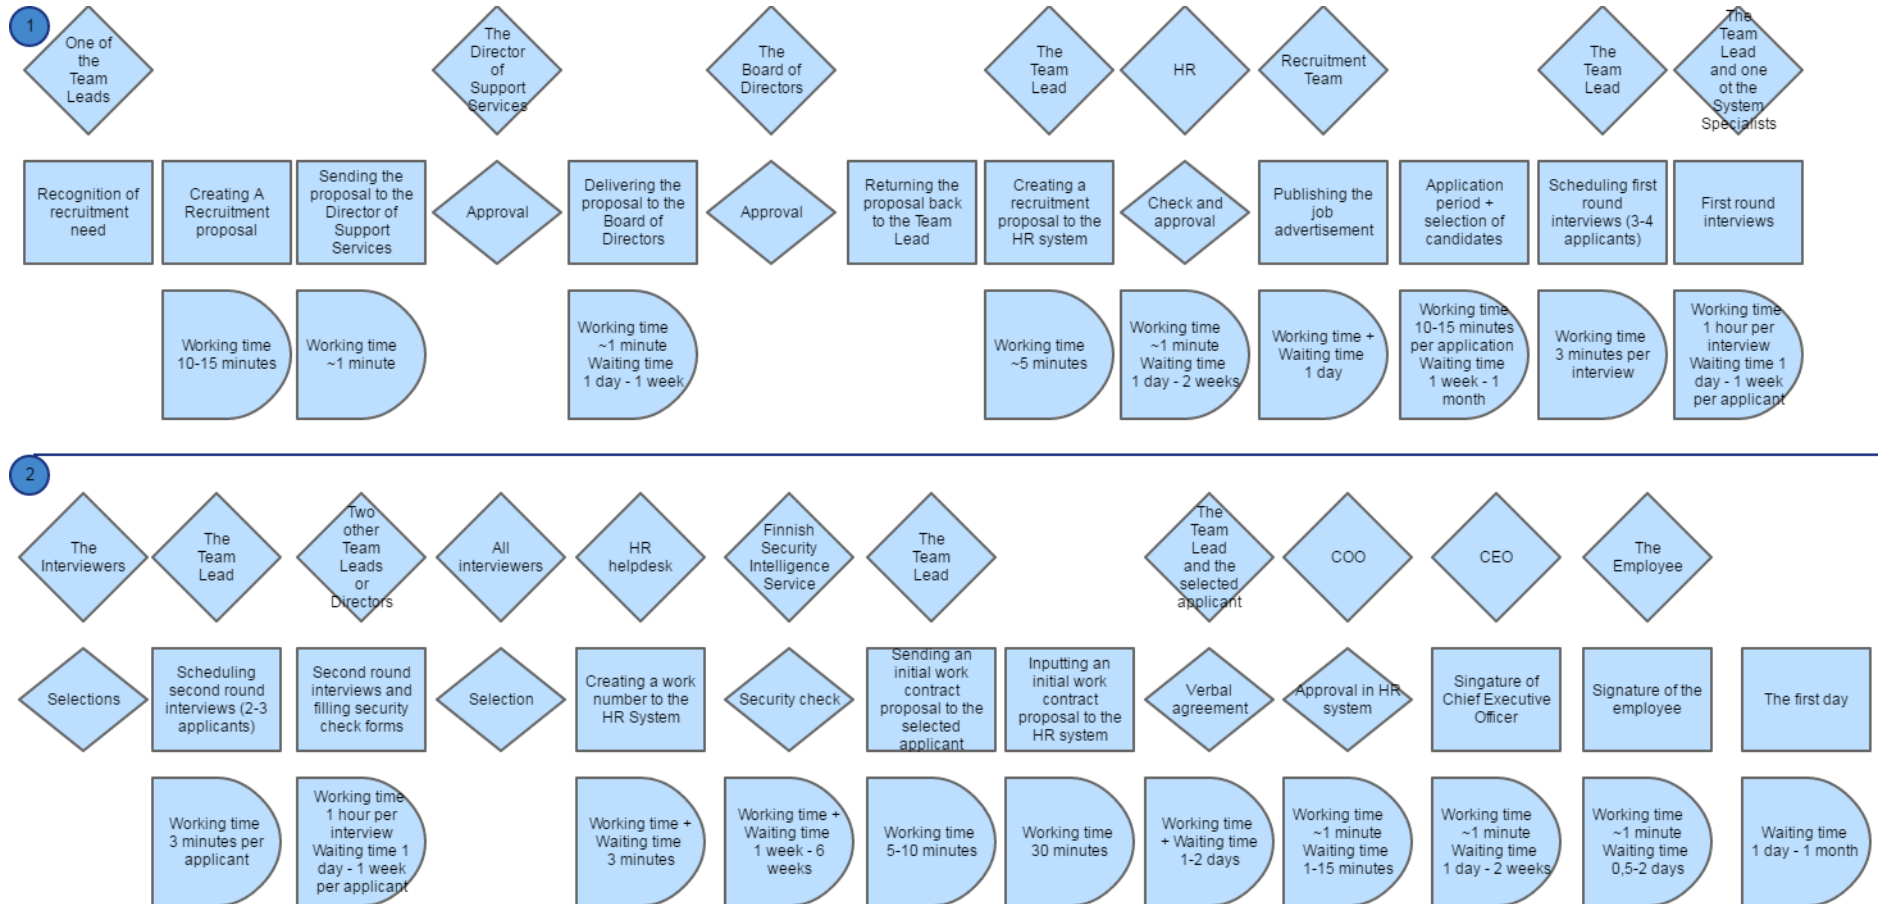 1
One of
the
Team
Leads
The
Director
of
Support
Services
The
Board of
Directors
The
Team
Lead
HR
Recruitment
Team
The
Team
Lead
The
Team
Lead
and one
ot the
System
Specialists
Recognition of
recruitment
need
Creating A
Recruitment
proposal
Sending the
proposal to the
Director of
Support
Services
Approval
Delivering the
proposal to the
Board of
Directors
Approval
Returning the
proposal back
to the Team
Lead
Creating a
recruitment
proposal to the
HR system
Check and
approval
Publishing the
job
advertisement
Application
period +
selection of
candidates
Scheduling first
round
interviews (3-4
applicants)
First round
interviews
Working time
10-15 minutes
Working time
~1 minute
Working time
~1 minute
Waiting time
1 day - 1 week
Working time
~5 minutes
Working time
~1 minute
Waiting time
1 day - 2 weeks
Working time +
Waiting time
1 day
Working time
10-15 minutes
per application
Waiting time
1 week - 1
month
Working time
3 minutes per
interview
Working time
1 hour per
interview
Waiting time 1
day - 1 week
per applicant
2
The
Interviewers
The
Team
Lead
Two
other
Team
Leads
or
Directors
All
interviewers
HR
helpdesk
Finnish
Security
Intelligence
Service
The
Team
Lead
The
Team
Lead
and the
selected
applicant
COO
CEO
The
Employee
Selections
Scheduling
second round
interviews (2-3
applicants)
Second round
interviews and
filling security
check forms
Selection
Creating a work
number to the
HR System
Security check
Sending an
initial work
contract
proposal to the
selected
applicant
Inputting an
initial work
contract
proposal to the
HR system
Verbal
agreement
Approval in HR
system
Singature of
Chief Executive
Officer
Signature of the
employee
The first day
Working time
3 minutes per
applicant
Working time
1 hour per
interview
Waiting time 1
day - 1 week
per applicant
Working time +
Waiting time
3 minutes
Working time +
Waiting time
1 week - 6
weeks
Working time
5-10 minutes
Working time
30 minutes
Working time
+ Waiting time
1-2 days
Working time
~1 minute
Waiting time
1-15 minutes
Working time
~1 minute
Waiting time
1 day - 2 weeks
Working time
~1 minute
Waiting time
0,5-2 days
Waiting time
1 day - 1 month